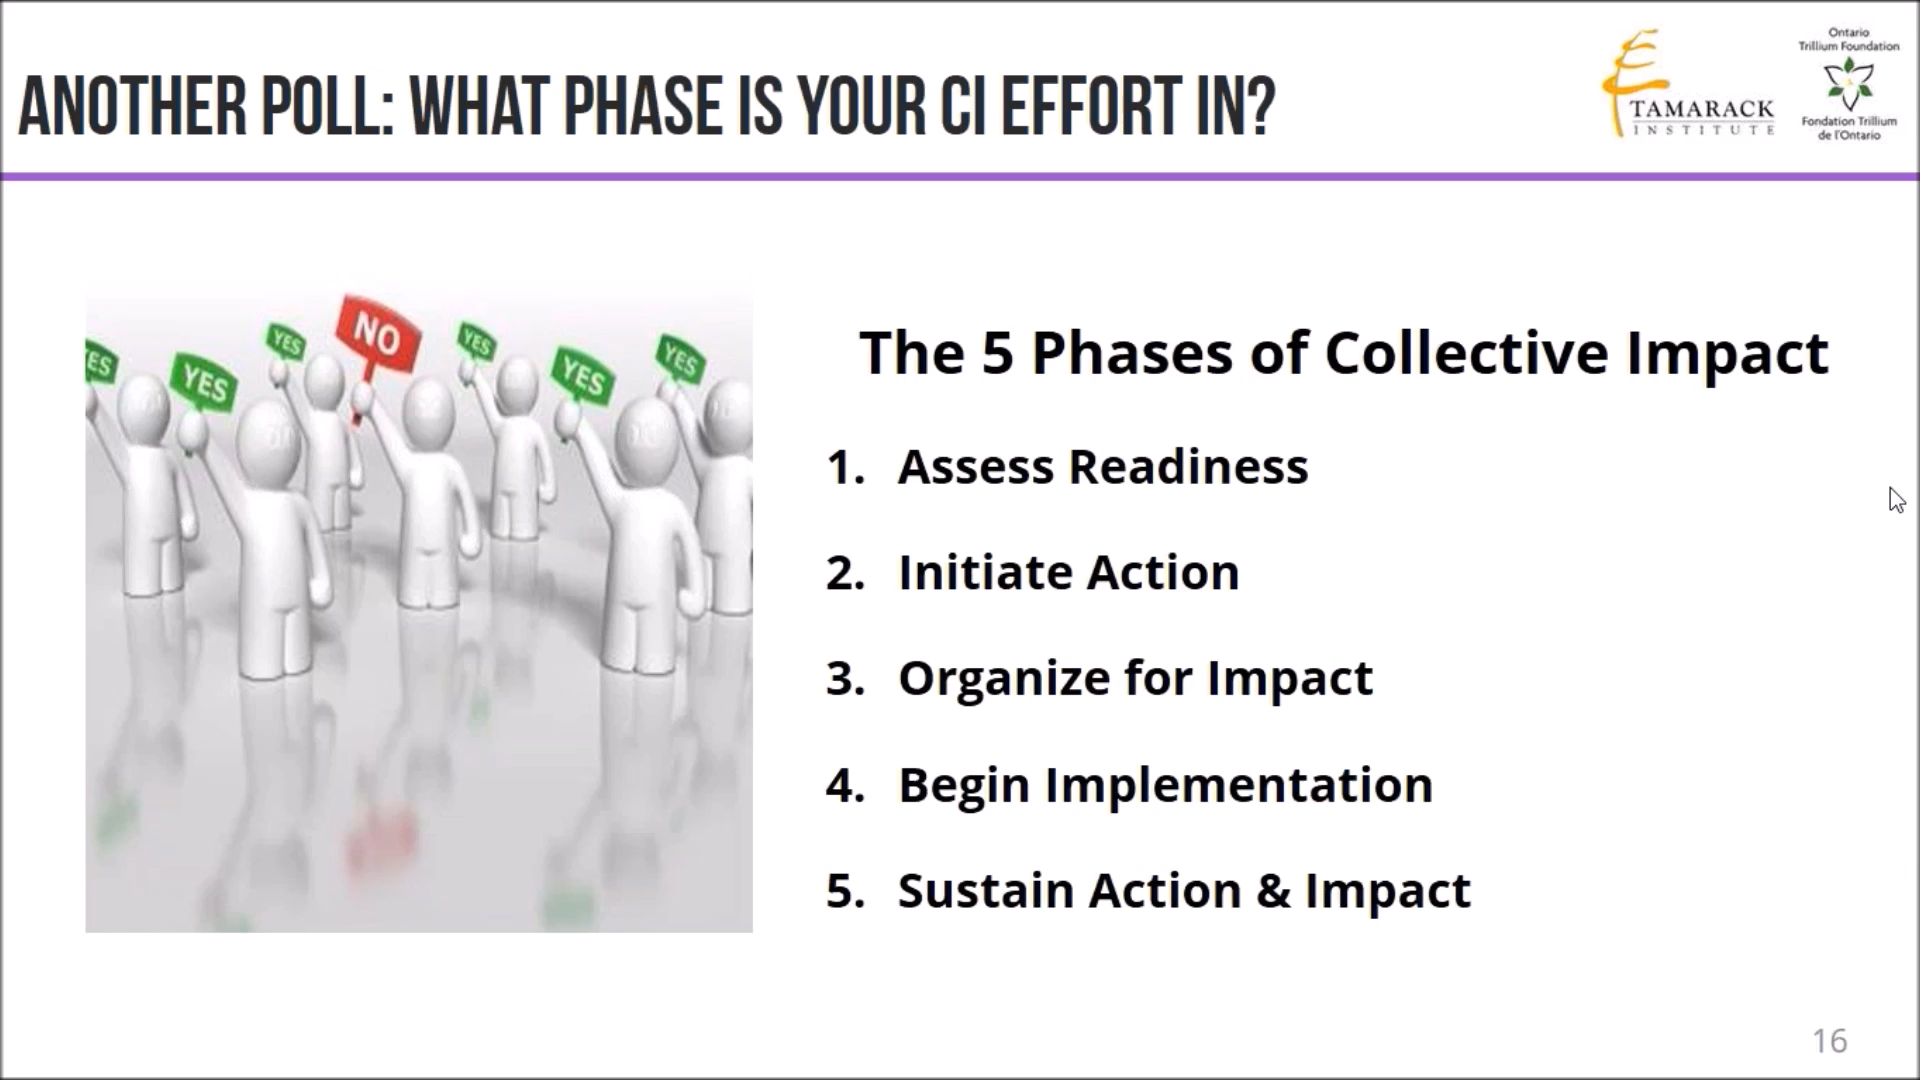 ANOTHER POLL: WHAT PHASE IS YOUR CI EFFORT IN?
TAMARACK
INSTITUTE
Ontario
Trillium Foundation
Fondation Trillium
de l'Ontario
YES
YES
NO
YES
YES
YES
The 5 Phases of Collective Impact
1. Assess Readiness
2. Initiate Action
3. Organize for Impact
4. Begin Implementation
5. Sustain Action & Impact
16